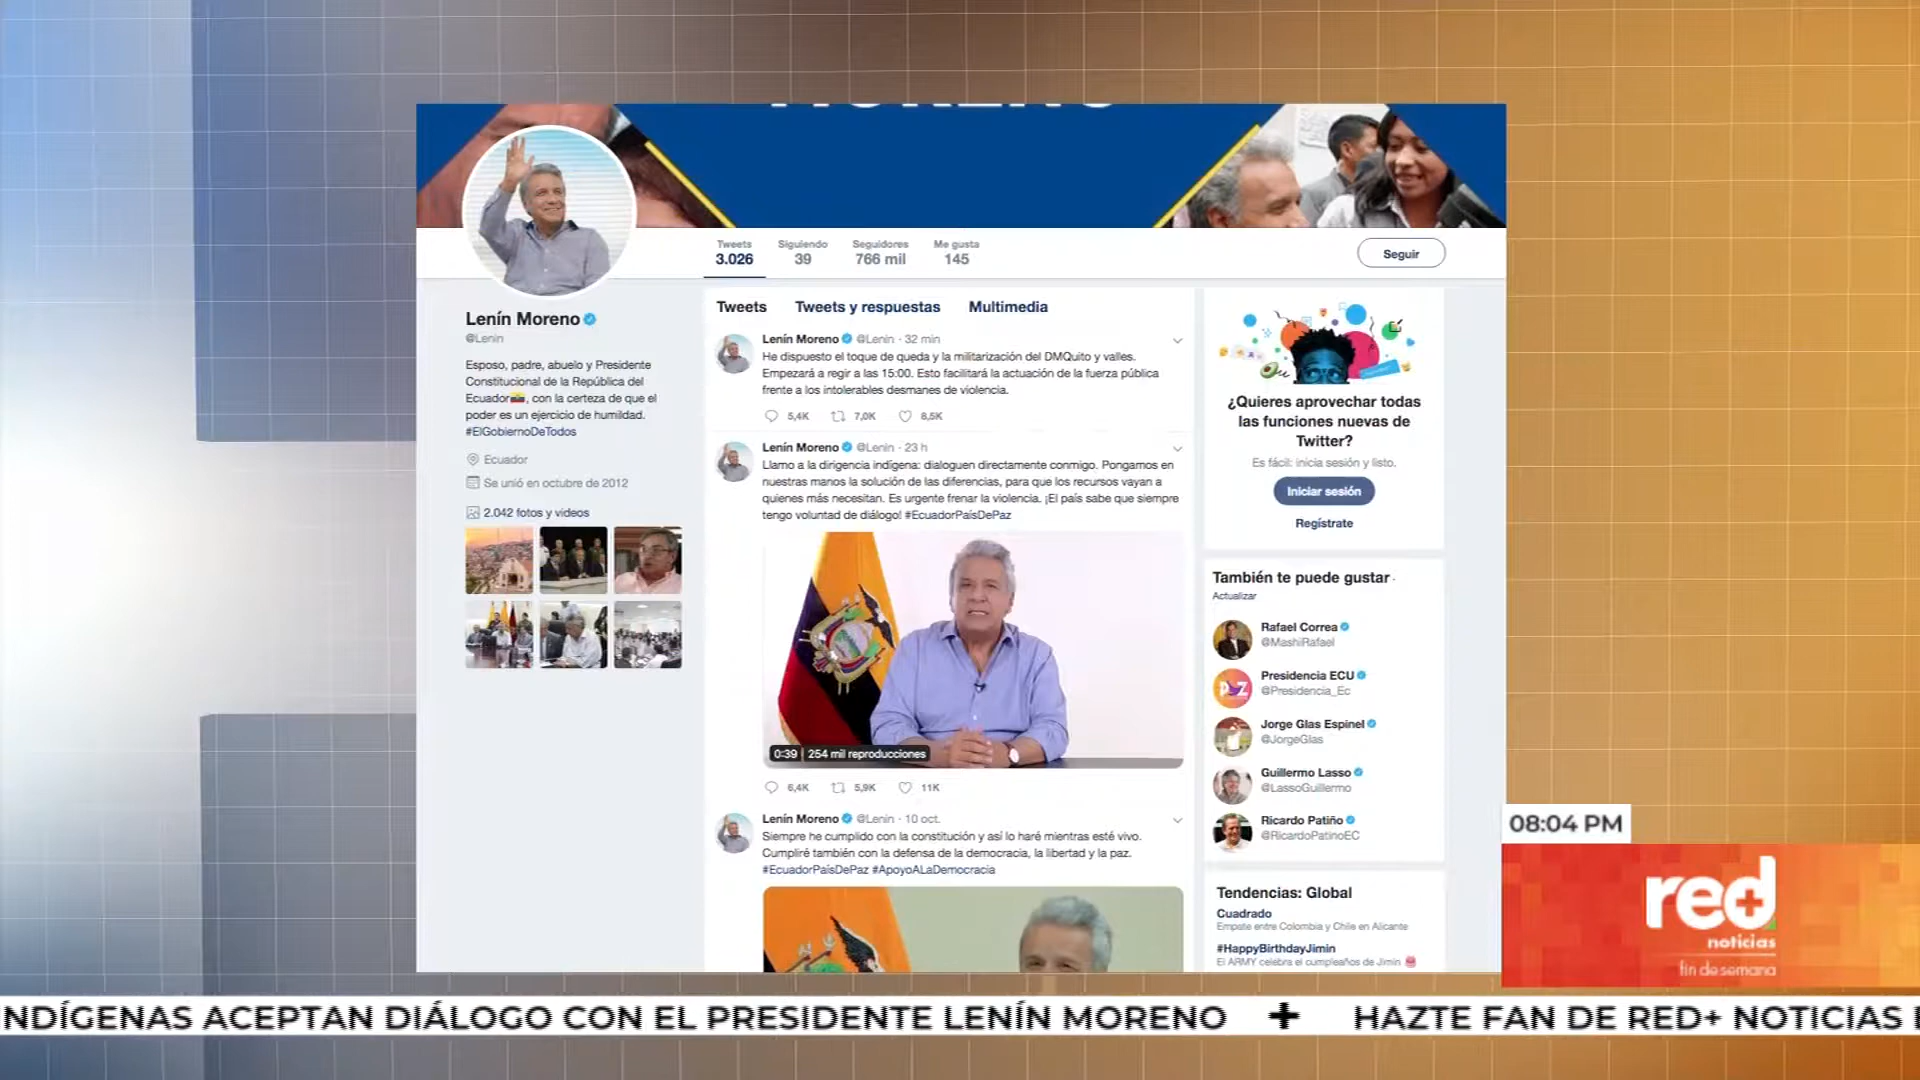 MORENO
Tweets
3.026
Siguiendo
39
Seguidores
766 mil
Me gusta
145
Seguir
Lenín Moreno
@Lenin
Esposo, padre, abuelo y Presidente
Constitucional de la República del
Ecuador, con la certeza de que el
poder es un ejercicio de humildad.
#ElGobiernoDeTodos
Ecuador
Se unió en octubre de 2012
2.042 fotos y videos
Tweets
Tweets y respuestas
Multimedia
Lenín Moreno @Lenin · 32 min
He dispuesto el toque de queda y la militarización del DMQuito y valles.
Empezará a regir a las 15:00. Esto facilitará la actuación de la fuerza pública
frente a los intolerables desmanes de violencia.
5,4K 7,0K 8,5K
Lenín Moreno @Lenin · 23 h
Llamo a la dirigencia indígena: dialoguen directamente conmigo. Pongamos en
nuestras manos la solución de las diferencias, para que los recursos vayan a
quienes más necesitan. Es urgente frenar la violencia. ¡El país sabe que siempre
tengo voluntad de diálogo! #EcuadorPaísDePaz
0:39 | 254 mil reproducciones
6,4K 5,9K 11K
Lenín Moreno @Lenin · 10 oct.
Siempre he cumplido con la constitución y así lo haré mientras esté vivo.
Cumpliré también con la defensa de la democracia, la libertad y la paz.
#EcuadorPaísDePaz #ApoyoALaDemocracia
¿Quieres aprovechar todas
las funciones nuevas de
Twitter?
Es fácil: inicia sesión y listo.
Iniciar sesión
Regístrate
También te puede gustar ·
Actualizar
Rafael Correa
@MashiRafael
Presidencia ECU
@Presidencia_Ec
Jorge Glas Espinel
@JorgeGlas
Guillermo Lasso
@LassoGuillermo
Ricardo Patiño
@RicardoPatinoEC
Tendencias: Global
Cuadrado
Empate entre Colombia y Chile en Alicante
#HappyBirthdayJimin
El ARMY celebra el cumpleaños de Jimin
08:04 PM
red+
noticias
fin de semana
NDÍGENAS ACEPTAN DIÁLOGO CON EL PRESIDENTE LENÍN MORENO + HAZTE FAN DE RED+ NOTICIAS E